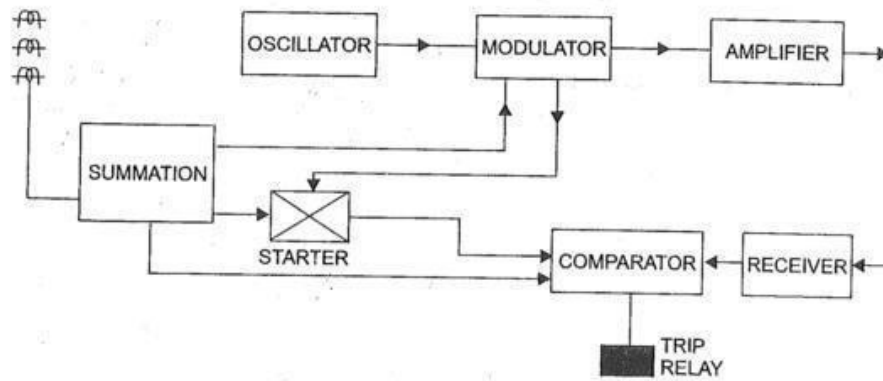 OSCILLATOR
MODULATOR
AMPLIFIER
SUMMATION
STARTER
COMPARATOR
RECEIVER
TRIP
RELAY